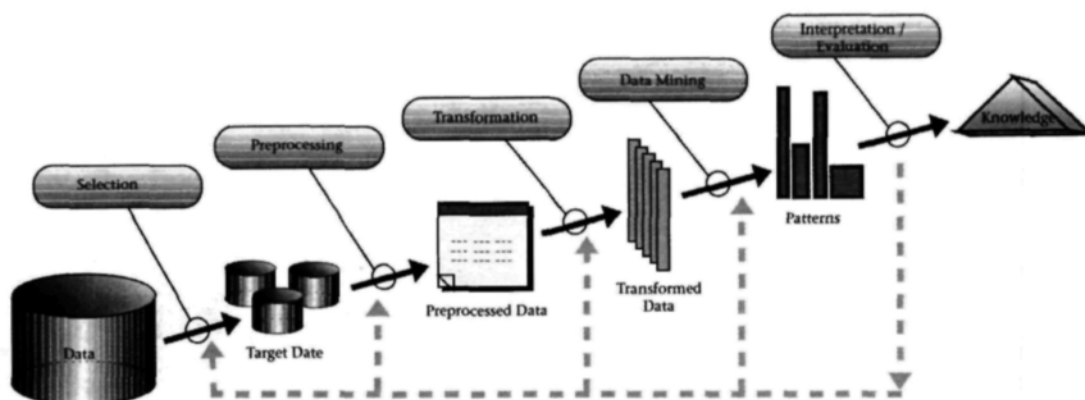 Interpretation /
Evaluation
Data Mining
Transformation
Preprocessing
Selection
Data
Target Date
Preprocessed Data
Transformed
Data
Patterns
Knowledge